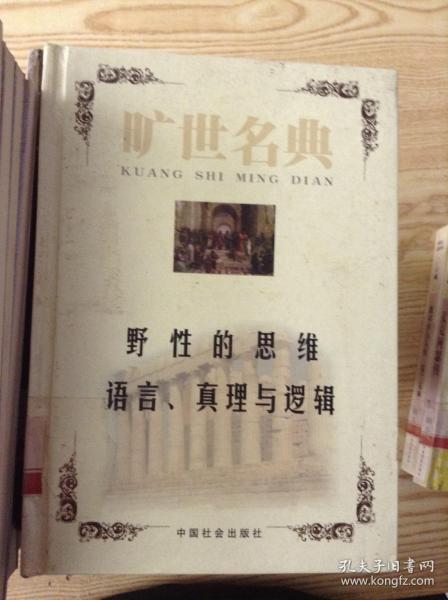 旷世名典
KUANG SHI MING DIAN
野性的思维
语言、真理与逻辑
中国社会出版社
孔夫子旧书网
www.kongfz.com